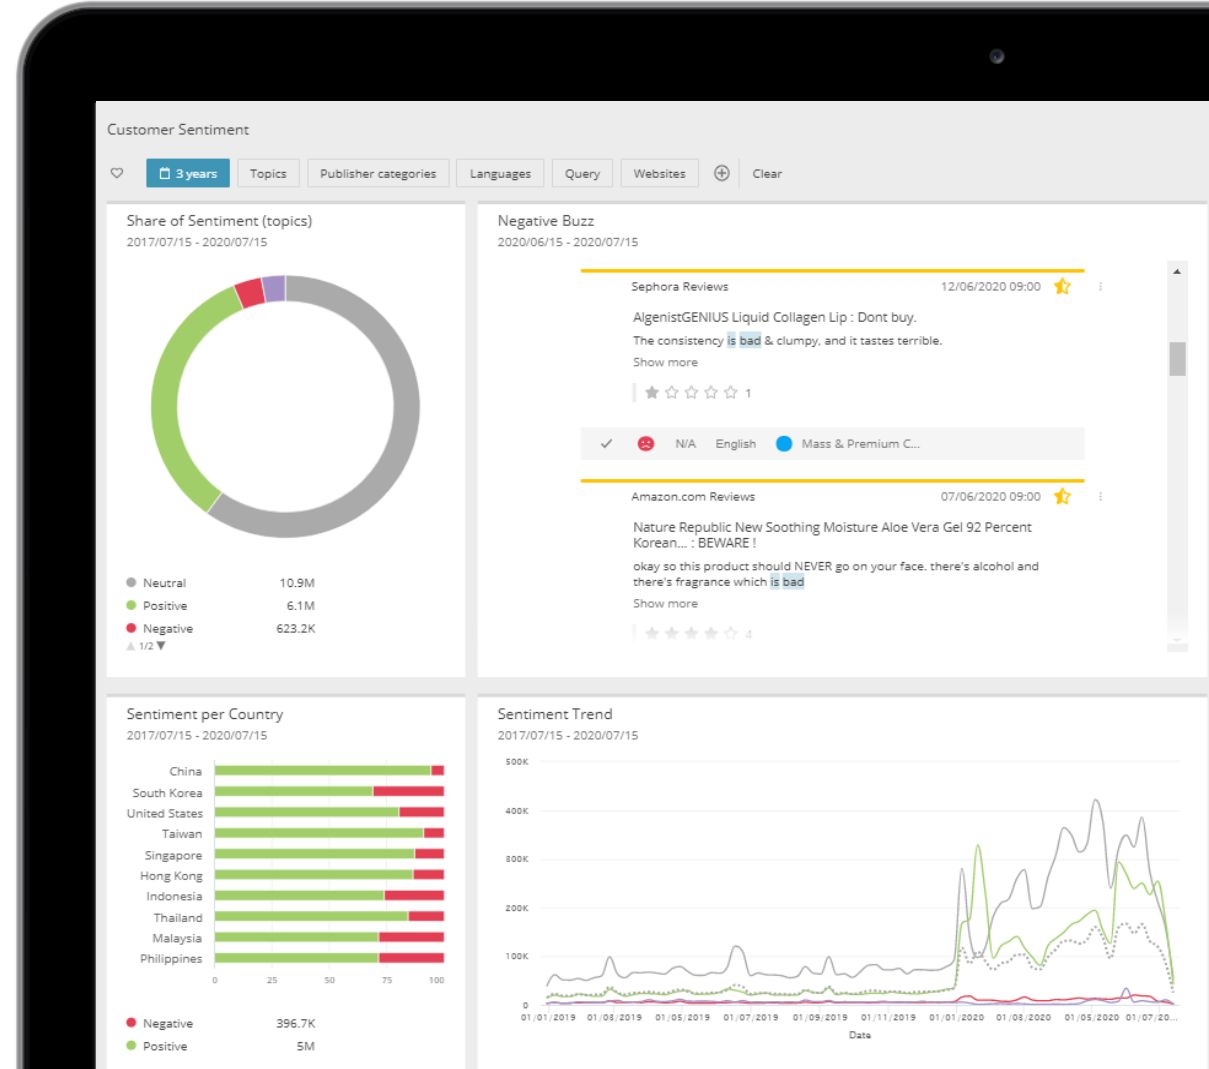 Customer Sentiment
3 years Topics Publisher categories Languages Query Websites Clear
Share of Sentiment (topics)
2017/07/15 - 2020/07/15
Neutral 10.9M
Positive 6.1M
Negative 623.2K
1/2
Negative Buzz
2020/06/15 - 2020/07/15
Sephora Reviews 12/06/2020 09:00
AlgenistGENIUS Liquid Collagen Lip : Dont buy.
The consistency is bad & clumpy, and it tastes terrible.
Show more
1
N/A English Mass & Premium C...
Amazon.com Reviews 07/06/2020 09:00
Nature Republic New Soothing Moisture Aloe Vera Gel 92 Percent
Korean... : BEWARE !
okay so this product should NEVER go on your face. there's alcohol and
there's fragrance which is bad
Show more
4
Sentiment per Country
2017/07/15 - 2020/07/15
China
South Korea
United States
Taiwan
Singapore
Hong Kong
Indonesia
Thailand
Malaysia
Philippines
0 25 50 75 100
Negative 396.7K
Positive 5M
Sentiment Trend
2017/07/15 - 2020/07/15
500K
400K
300K
200K
100K
0
01/01/2019 01/03/2019 01/05/2019 01/07/2019 01/09/2019 01/11/2019 01/01/2020 01/03/2020 01/05/2020 01/07/20...
Date